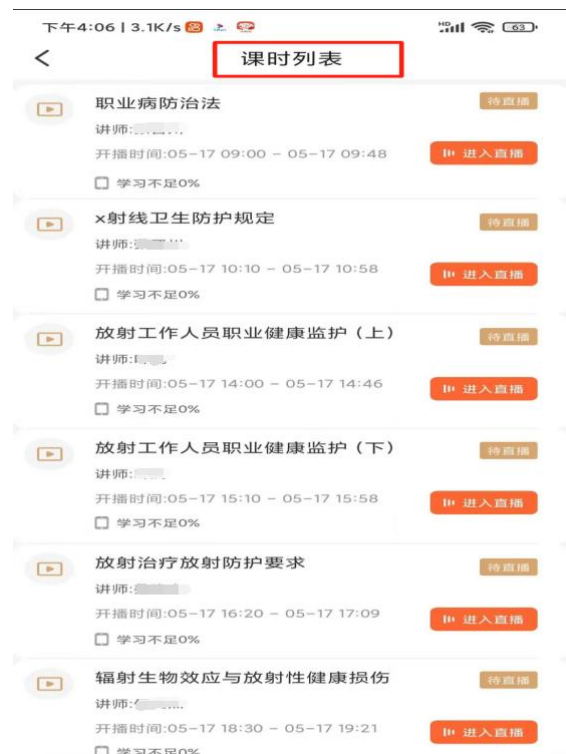 下午4:06 | 3.1K/s
HD
63
课时列表
职业病防治法
待直播
讲师:
开播时间:05-17 09:00 - 05-17 09:48
进入直播
学习不足0%
x射线卫生防护规定
待直播
讲师:
开播时间:05-17 10:10 - 05-17 10:58
进入直播
学习不足0%
放射工作人员职业健康监护（上）
待直播
讲师:
开播时间:05-17 14:00 - 05-17 14:46
进入直播
学习不足0%
放射工作人员职业健康监护（下）
待直播
讲师:
开播时间:05-17 15:10 - 05-17 15:58
进入直播
学习不足0%
放射治疗放射防护要求
待直播
讲师:
开播时间:05-17 16:20 - 05-17 17:09
进入直播
学习不足0%
辐射生物效应与放射性健康损伤
待直播
讲师:
开播时间:05-17 18:30 - 05-17 19:21
进入直播
学习不足0%